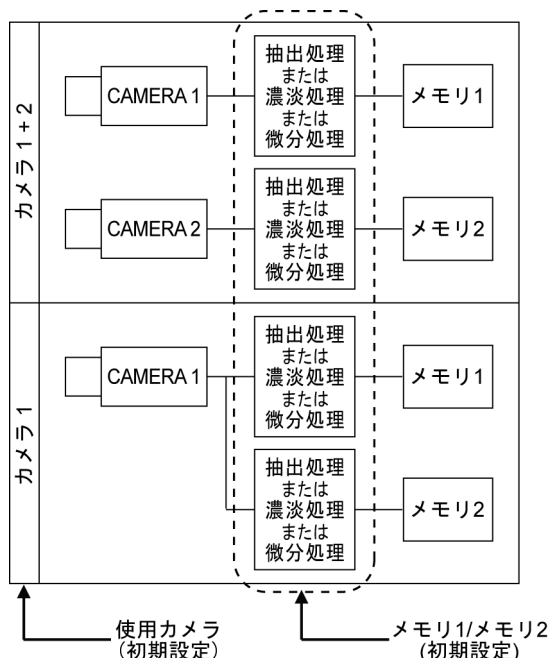 カメラ 1 + 2
CAMERA 1
抽出処理
または
濃淡処理
または
微分処理
メモリ1
CAMERA 2
抽出処理
または
濃淡処理
または
微分処理
メモリ2
カメラ 1
CAMERA 1
抽出処理
または
濃淡処理
または
微分処理
メモリ1
抽出処理
または
濃淡処理
または
微分処理
メモリ2
使用カメラ
(初期設定)
メモリ1/メモリ2
(初期設定)